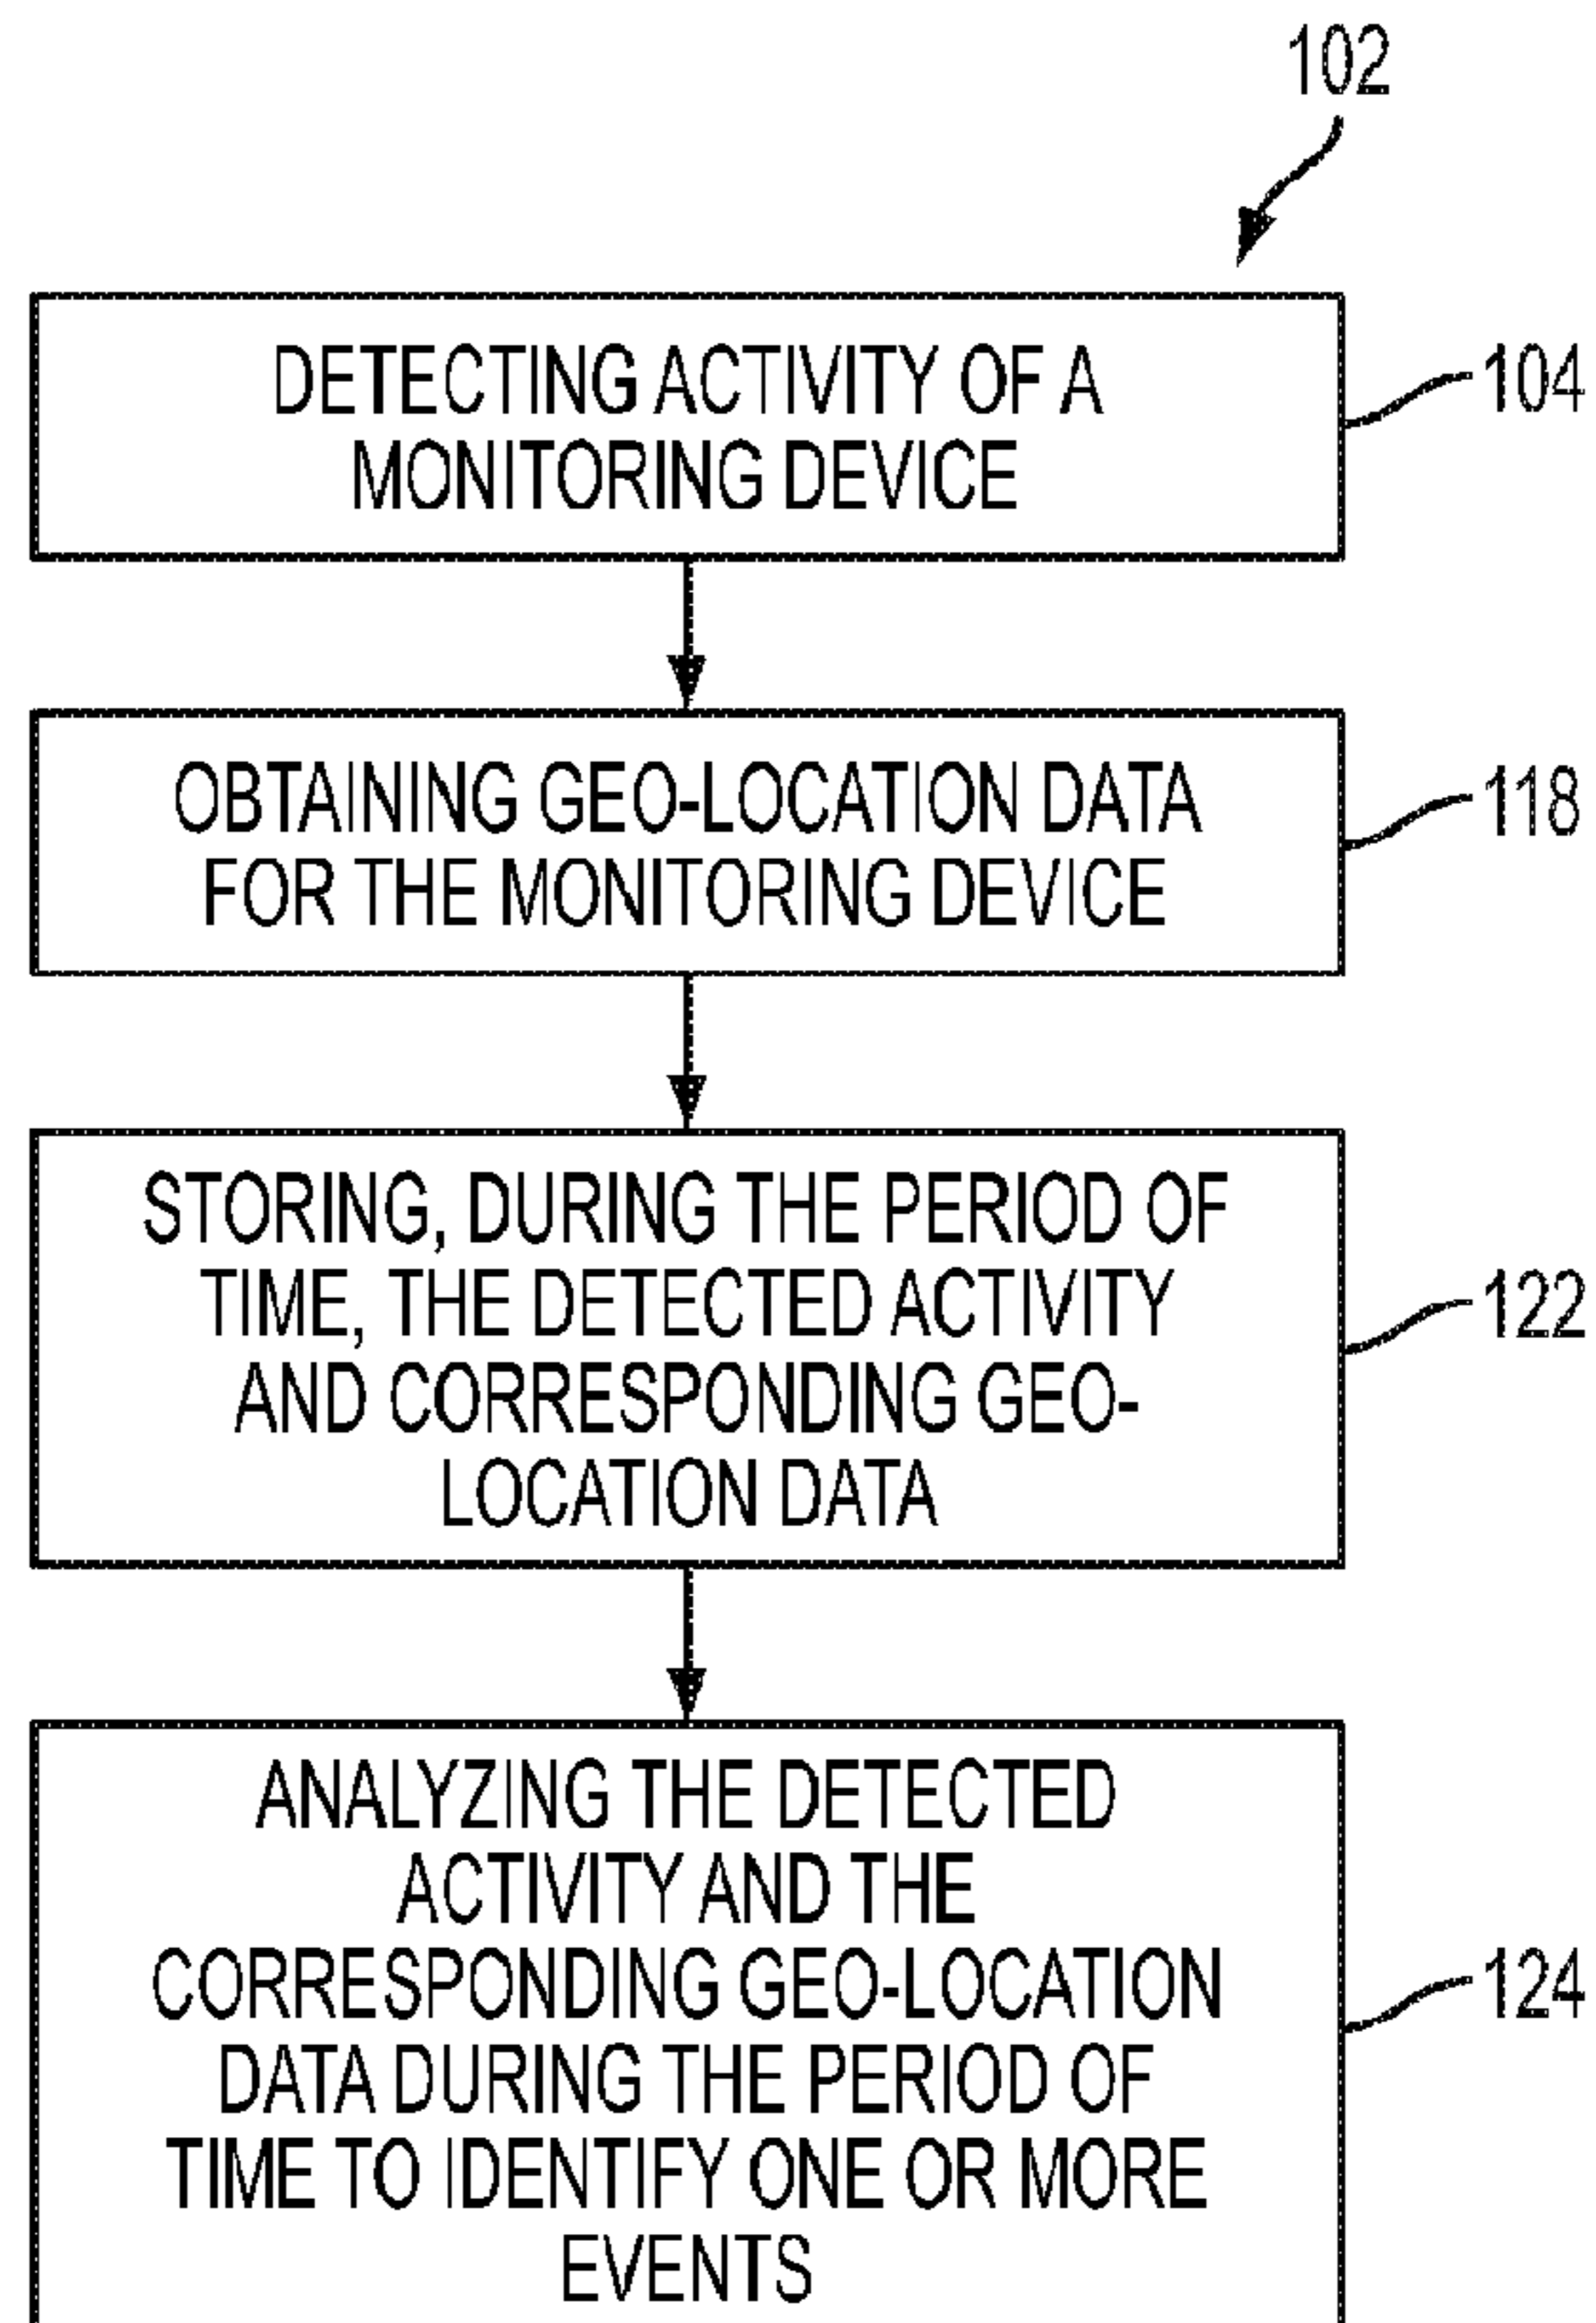 102
DETECTING ACTIVITY OF A
MONITORING DEVICE
104
OBTAINING GEO-LOCATION DATA
FOR THE MONITORING DEVICE
118
STORING, DURING THE PERIOD OF
TIME, THE DETECTED ACTIVITY
AND CORRESPONDING GEO-
LOCATION DATA
122
ANALYZING THE DETECTED
ACTIVITY AND THE
CORRESPONDING GEO-LOCATION
DATA DURING THE PERIOD OF
TIME TO IDENTIFY ONE OR MORE
EVENTS
124